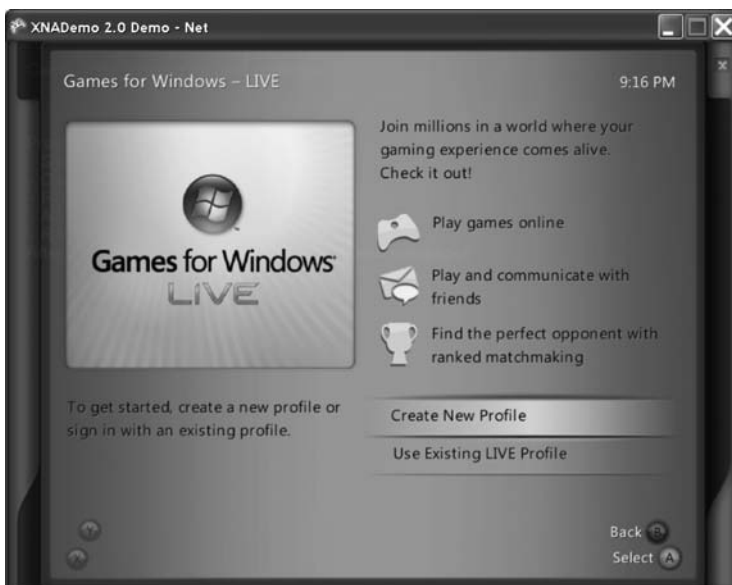 XNADemo 2.0 Demo - Net
Games for Windows – LIVE
9:16 PM
Games for Windows
LIVE
™
Join millions in a world where your
gaming experience comes alive.
Check it out!
Play games online
Play and communicate with
friends
Find the perfect opponent with
ranked matchmaking
To get started, create a new profile or
sign in with an existing profile.
Create New Profile
Use Existing LIVE Profile
Y
X
Back B
Select A